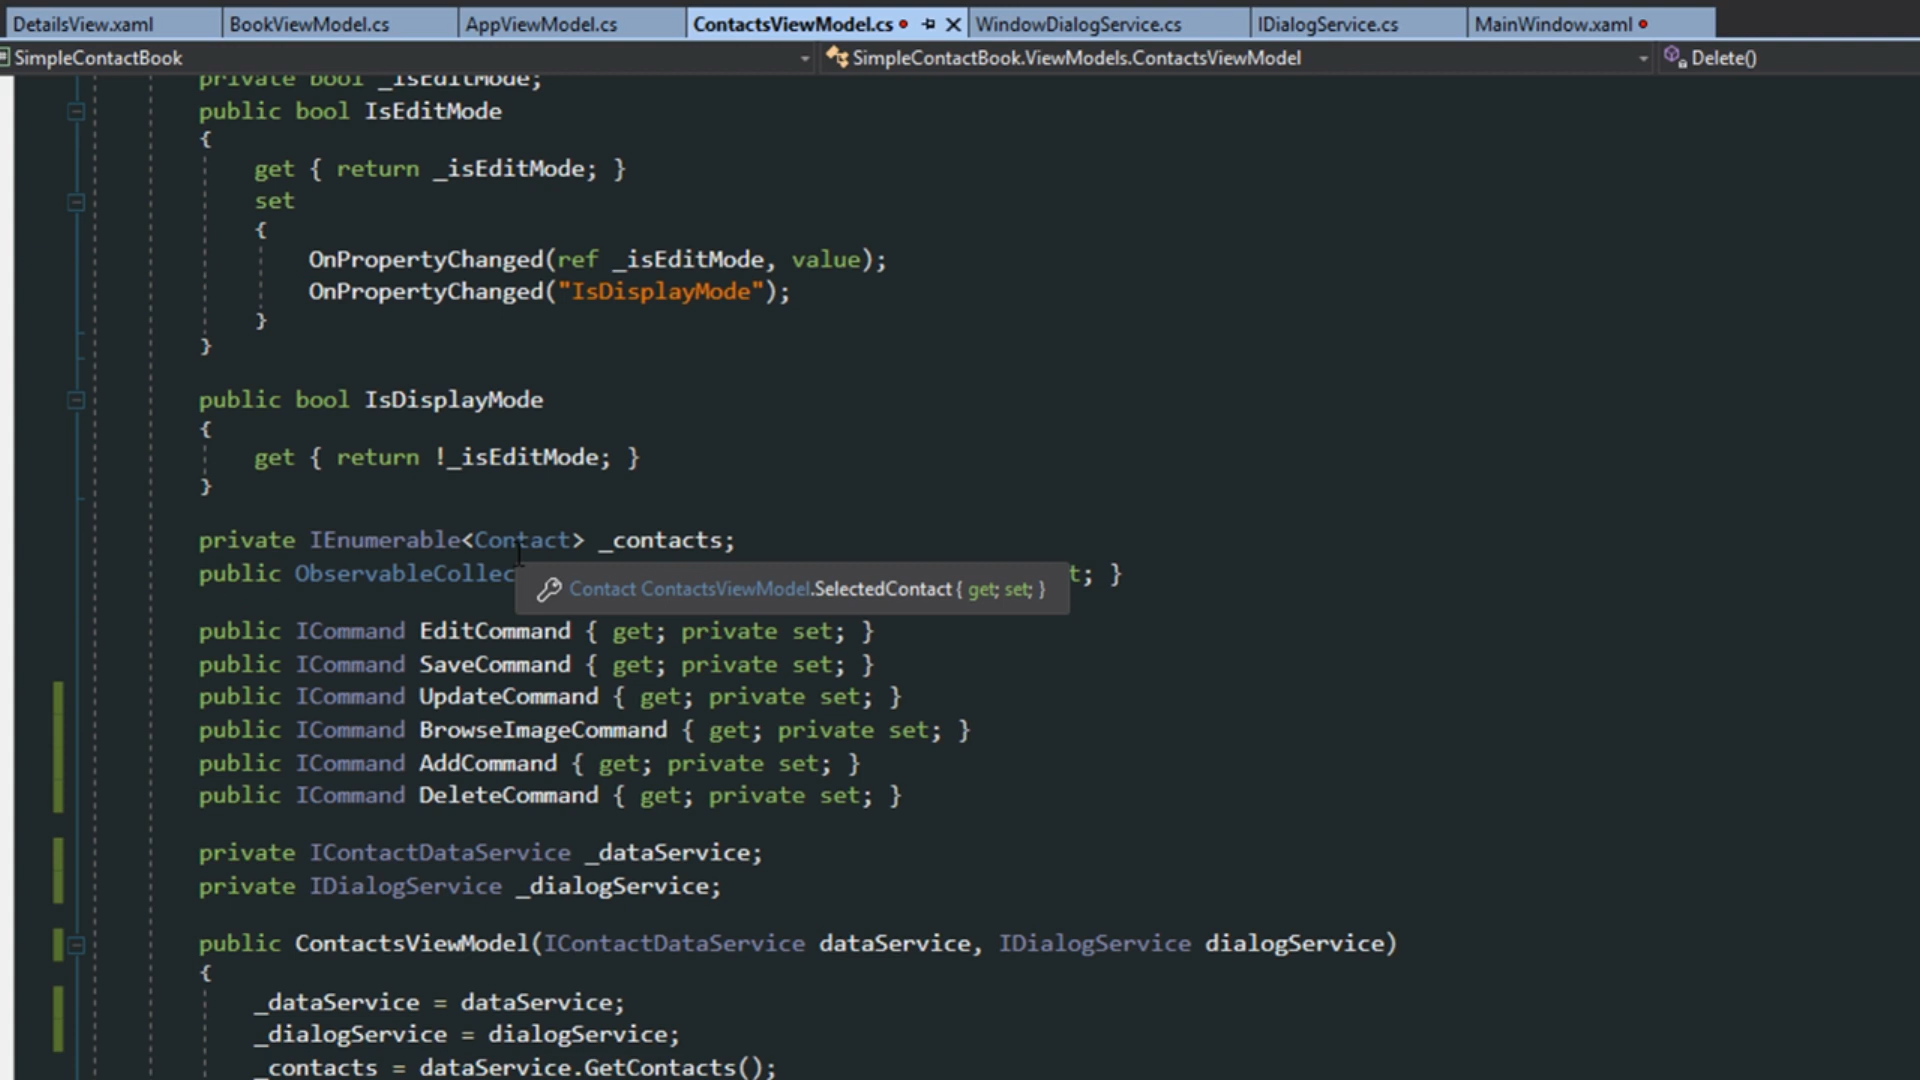 DetailsView.xaml BookViewModel.cs AppViewModel.cs ContactsViewModel.cs WindowDialogService.cs IDialogService.cs MainWindow.xaml
SimpleContactBook SimpleContactBook.ViewModels.ContactsViewModel Delete()
private bool _isEditMode;
public bool IsEditMode
{
get { return _isEditMode; }
set
{
OnPropertyChanged(ref _isEditMode, value);
OnPropertyChanged("IsDisplayMode");
}
}
public bool IsDisplayMode
{
get { return !_isEditMode; }
}
private IEnumerable<Contact> _contacts;
public ObservableCollec t; }
Contact ContactsViewModel.SelectedContact { get; set; }
public ICommand EditCommand { get; private set; }
public ICommand SaveCommand { get; private set; }
public ICommand UpdateCommand { get; private set; }
public ICommand BrowseImageCommand { get; private set; }
public ICommand AddCommand { get; private set; }
public ICommand DeleteCommand { get; private set; }
private IContactDataService _dataService;
private IDialogService _dialogService;
public ContactsViewModel(IContactDataService dataService, IDialogService dialogService)
{
_dataService = dataService;
_dialogService = dialogService;
_contacts = dataService.GetContacts();